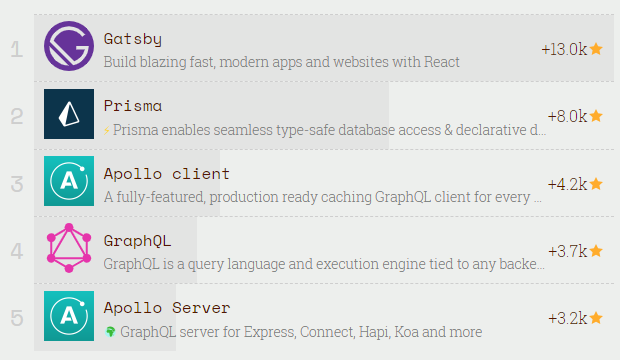 1
Gatsby
Build blazing fast, modern apps and websites with React
+13.0k
2
Prisma
⚡Prisma enables seamless type-safe database access & declarative d...
+8.0k
3
A
Apollo client
A fully-featured, production ready caching GraphQL client for every ...
+4.2k
4
GraphQL
GraphQL is a query language and execution engine tied to any backe...
+3.7k
5
A
Apollo Server
🌍 GraphQL server for Express, Connect, Hapi, Koa and more
+3.2k